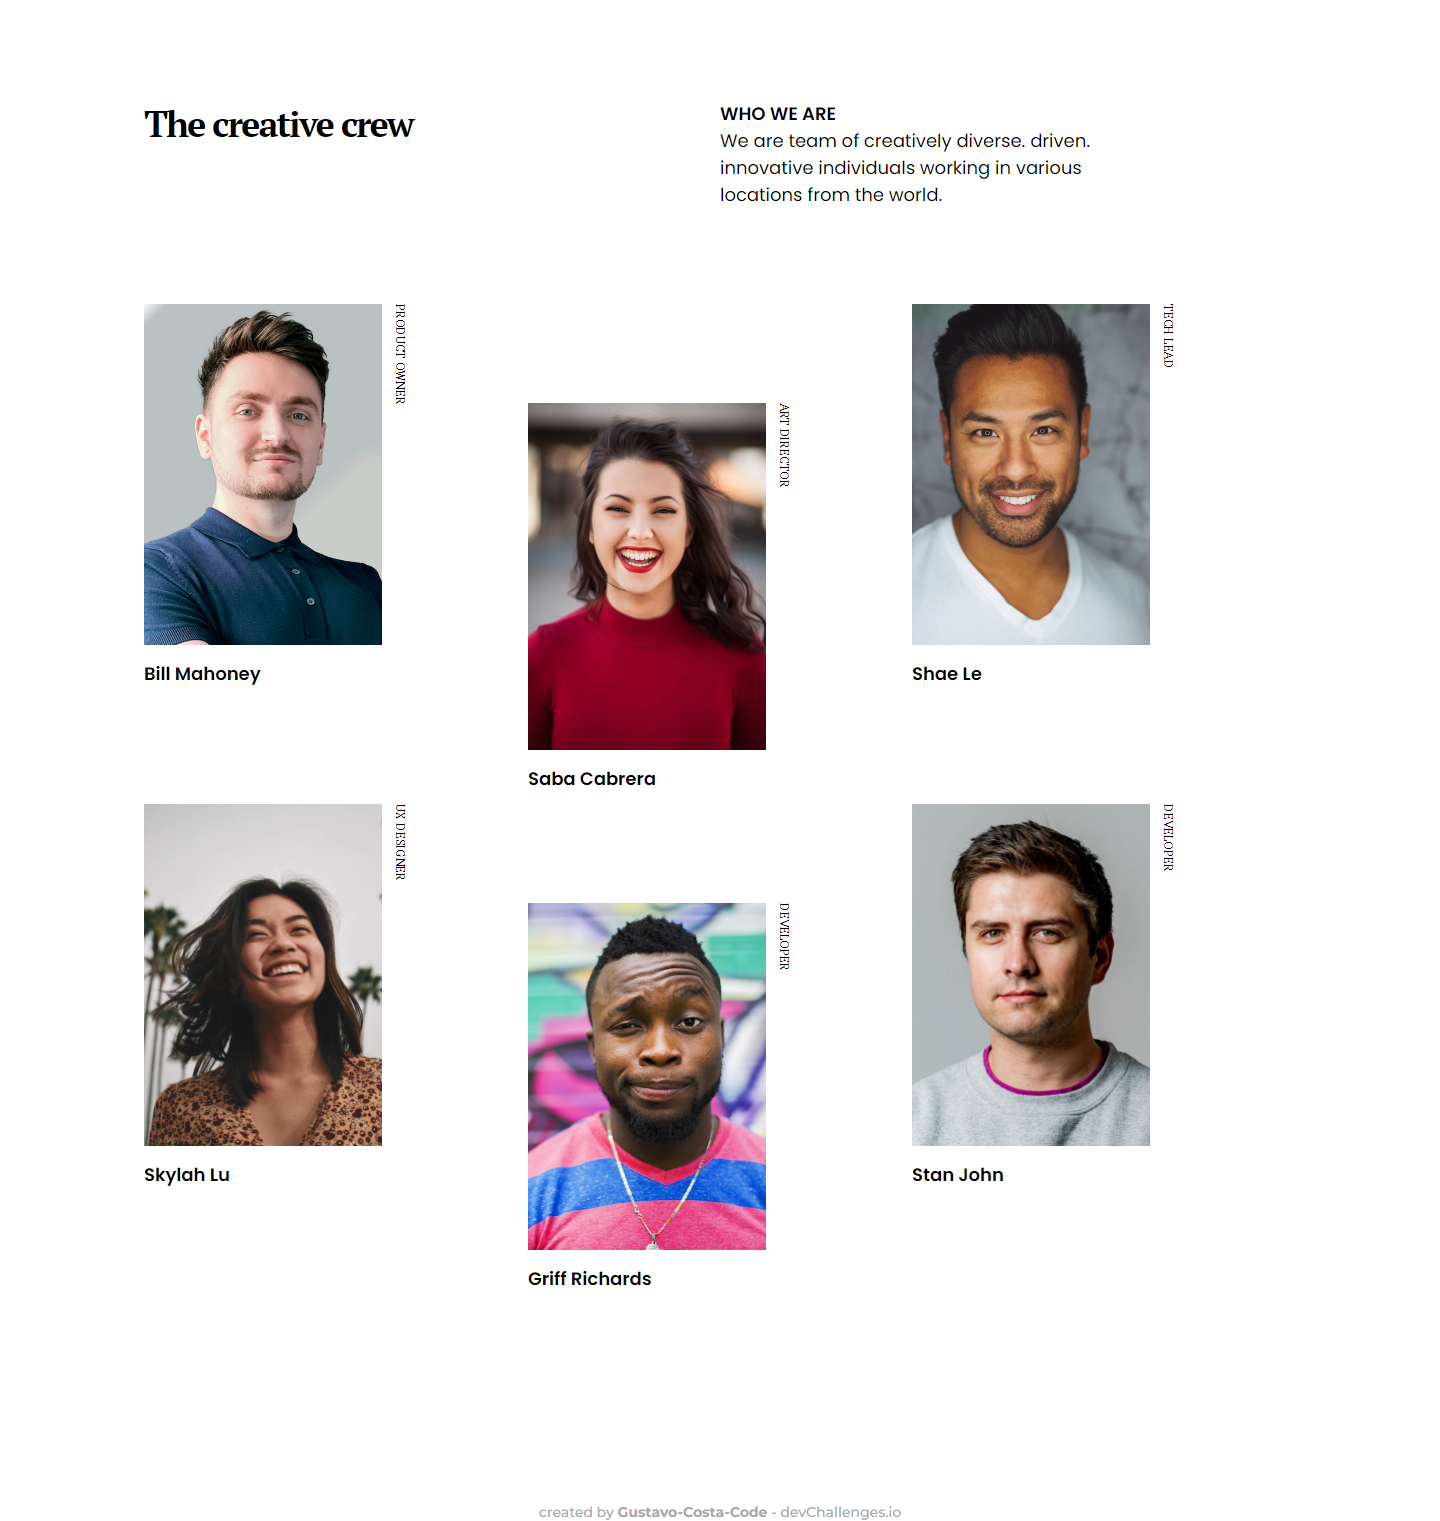 The creative crew
WHO WE ARE
We are team of creatively diverse. driven.
innovative individuals working in various
locations from the world.
PRODUCT OWNER
Bill Mahoney
ART DIRECTOR
Saba Cabrera
TECH LEAD
Shae Le
UX DESIGNER
Skylah Lu
DEVELOPER
Griff Richards
DEVELOPER
Stan John
created by Gustavo-Costa-Code - devChallenges.io